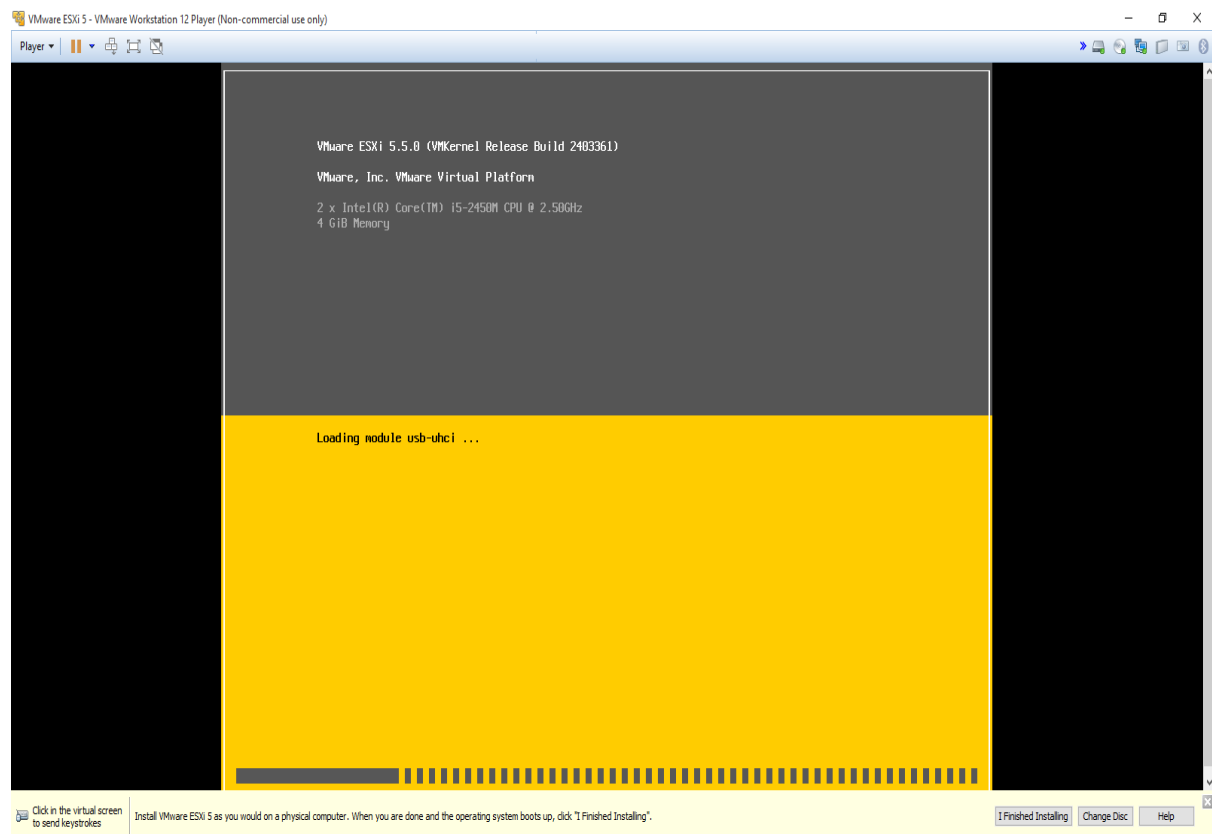 VMware ESXi 5 - VMware Workstation 12 Player (Non-commercial use only)
Player
VMware ESXi 5.5.0 (VMKernel Release Build 2403361)
VMware, Inc. VMware Virtual Platform
2 x Intel(R) Core(TM) i5-2450M CPU @ 2.50GHz
4 GiB Memory
Loading module usb-uhci ...
Click in the virtual screen
to send keystrokes
Install VMware ESXi 5 as you would on a physical computer. When you are done and the operating system boots up, click "I Finished Installing".
I Finished Installing
Change Disc
Help